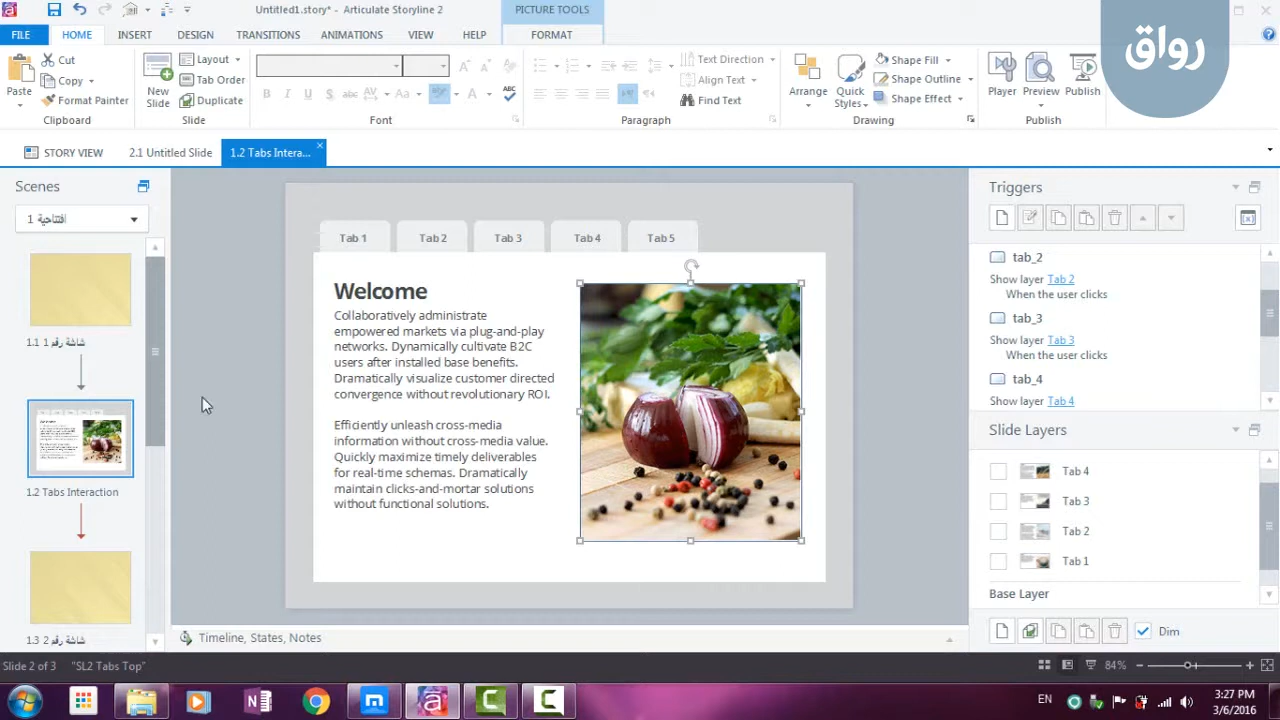 Untitled1.story* - Articulate Storyline 2
PICTURE TOOLS
رواق
FILE HOME INSERT DESIGN TRANSITIONS ANIMATIONS VIEW HELP FORMAT
Paste
Cut
Copy
Format Painter
Clipboard
New Slide
Layout
Tab Order
Duplicate
Slide
B I U S abc AV Aa A
ABC
Font
Text Direction
Align Text
Find Text
Paragraph
Arrange
Quick Styles
Shape Fill
Shape Outline
Shape Effect
Drawing
Player
Preview
Publish
Publish
STORY VIEW
2.1 Untitled Slide
1.2 Tabs Intera...
Scenes
1 افتتاحية
1.1 شاشة رقم 1
1.2 Tabs Interaction
1.3 شاشة رقم 2
Tab 1 Tab 2 Tab 3 Tab 4 Tab 5
Welcome
Collaboratively administrate
empowered markets via plug-and-play
networks. Dynamically cultivate B2C
users after installed base benefits.
Dramatically visualize customer directed
convergence without revolutionary ROI.
Efficiently unleash cross-media
information without cross-media value.
Quickly maximize timely deliverables
for real-time schemas. Dramatically
maintain clicks-and-mortar solutions
without functional solutions.
Timeline, States, Notes
Triggers
tab_2
Show layer Tab 2
When the user clicks
tab_3
Show layer Tab 3
When the user clicks
tab_4
Show layer Tab 4
Slide Layers
Tab 4
Tab 3
Tab 2
Tab 1
Base Layer
Dim
Slide 2 of 3
"SL2 Tabs Top"
84%
EN
3:27 PM
3/6/2016